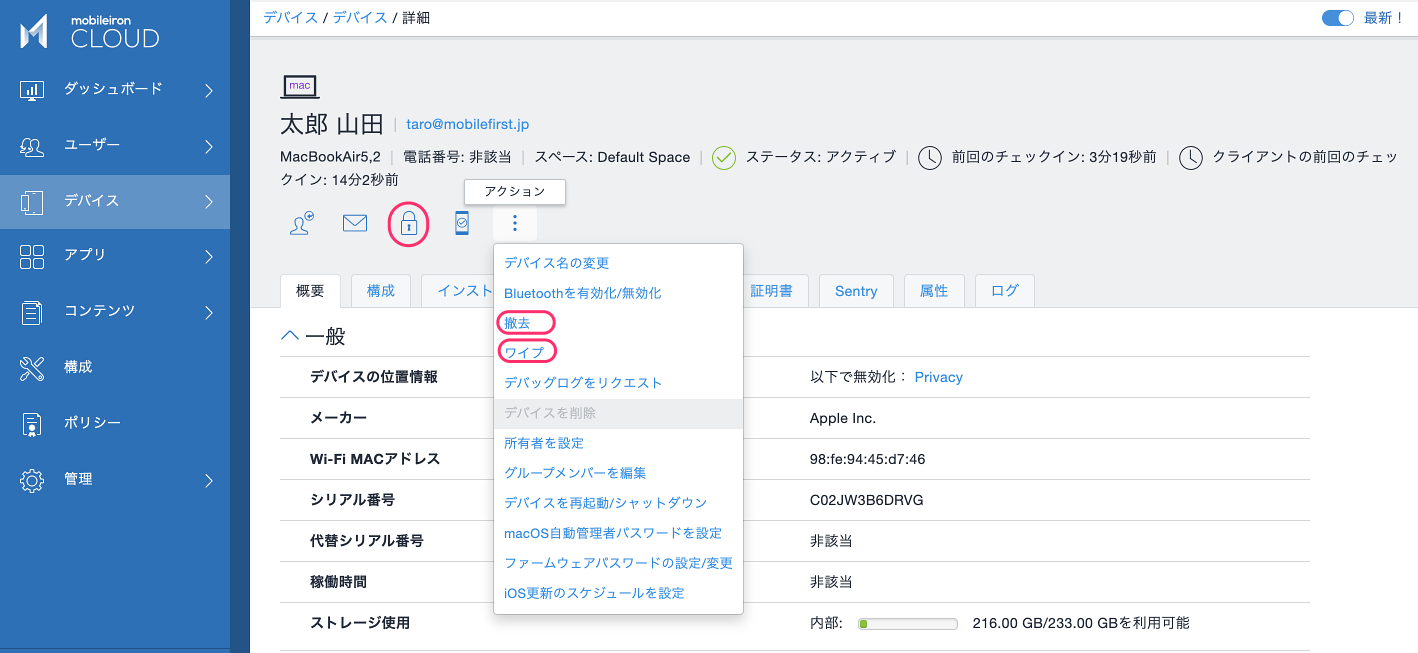 mobileiron
CLOUD
ダッシュボード
ユーザー
デバイス
アプリ
コンテンツ
構成
ポリシー
管理
デバイス / デバイス / 詳細
最新！
mac
太郎 山田 | taro@mobilefirst.jp
MacBookAir5,2 | 電話番号: 非該当 | スペース: Default Space | ステータス: アクティブ | 前回のチェックイン: 3分19秒前 | クライアントの前回のチェッ
クイン: 14分2秒前
アクション
デバイス名の変更
Bluetoothを有効化/無効化
撤去
ワイプ
デバッグログをリクエスト
デバイスを削除
所有者を設定
グループメンバーを編集
デバイスを再起動/シャットダウン
macOS自動管理者パスワードを設定
ファームウェアパスワードの設定/変更
iOS更新のスケジュールを設定
概要 構成 インスト 証明書 Sentry 属性 ログ
一般
デバイスの位置情報 以下で無効化： Privacy
メーカー Apple Inc.
Wi-Fi MACアドレス 98:fe:94:45:d7:46
シリアル番号 C02JW3B6DRVG
代替シリアル番号 非該当
稼働時間 非該当
ストレージ使用 内部: 216.00 GB/233.00 GBを利用可能